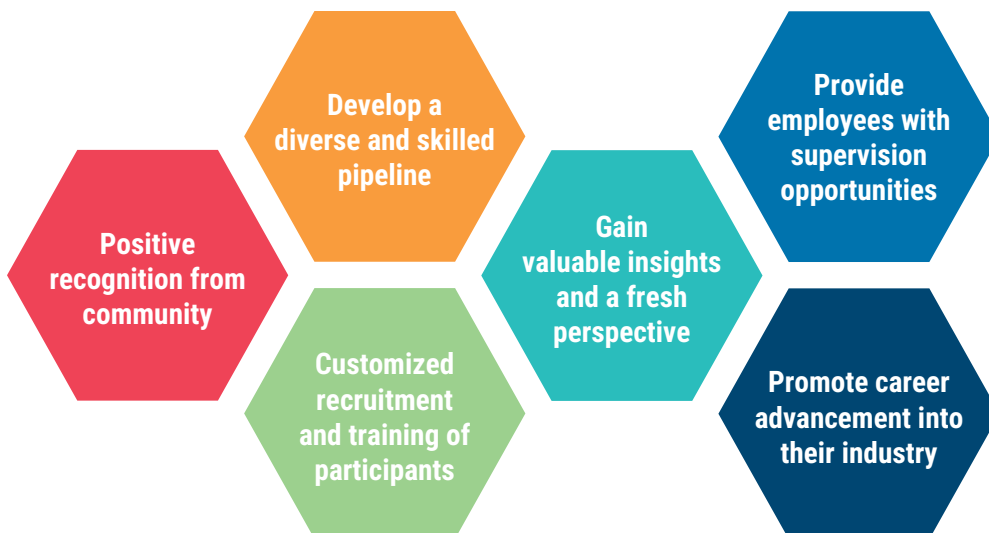 Positive
recognition from
community
Develop a
diverse and skilled
pipeline
Customized
recruitment
and training of
participants
Gain
valuable insights
and a fresh
perspective
Provide
employees with
supervision
opportunities
Promote career
advancement into
their industry